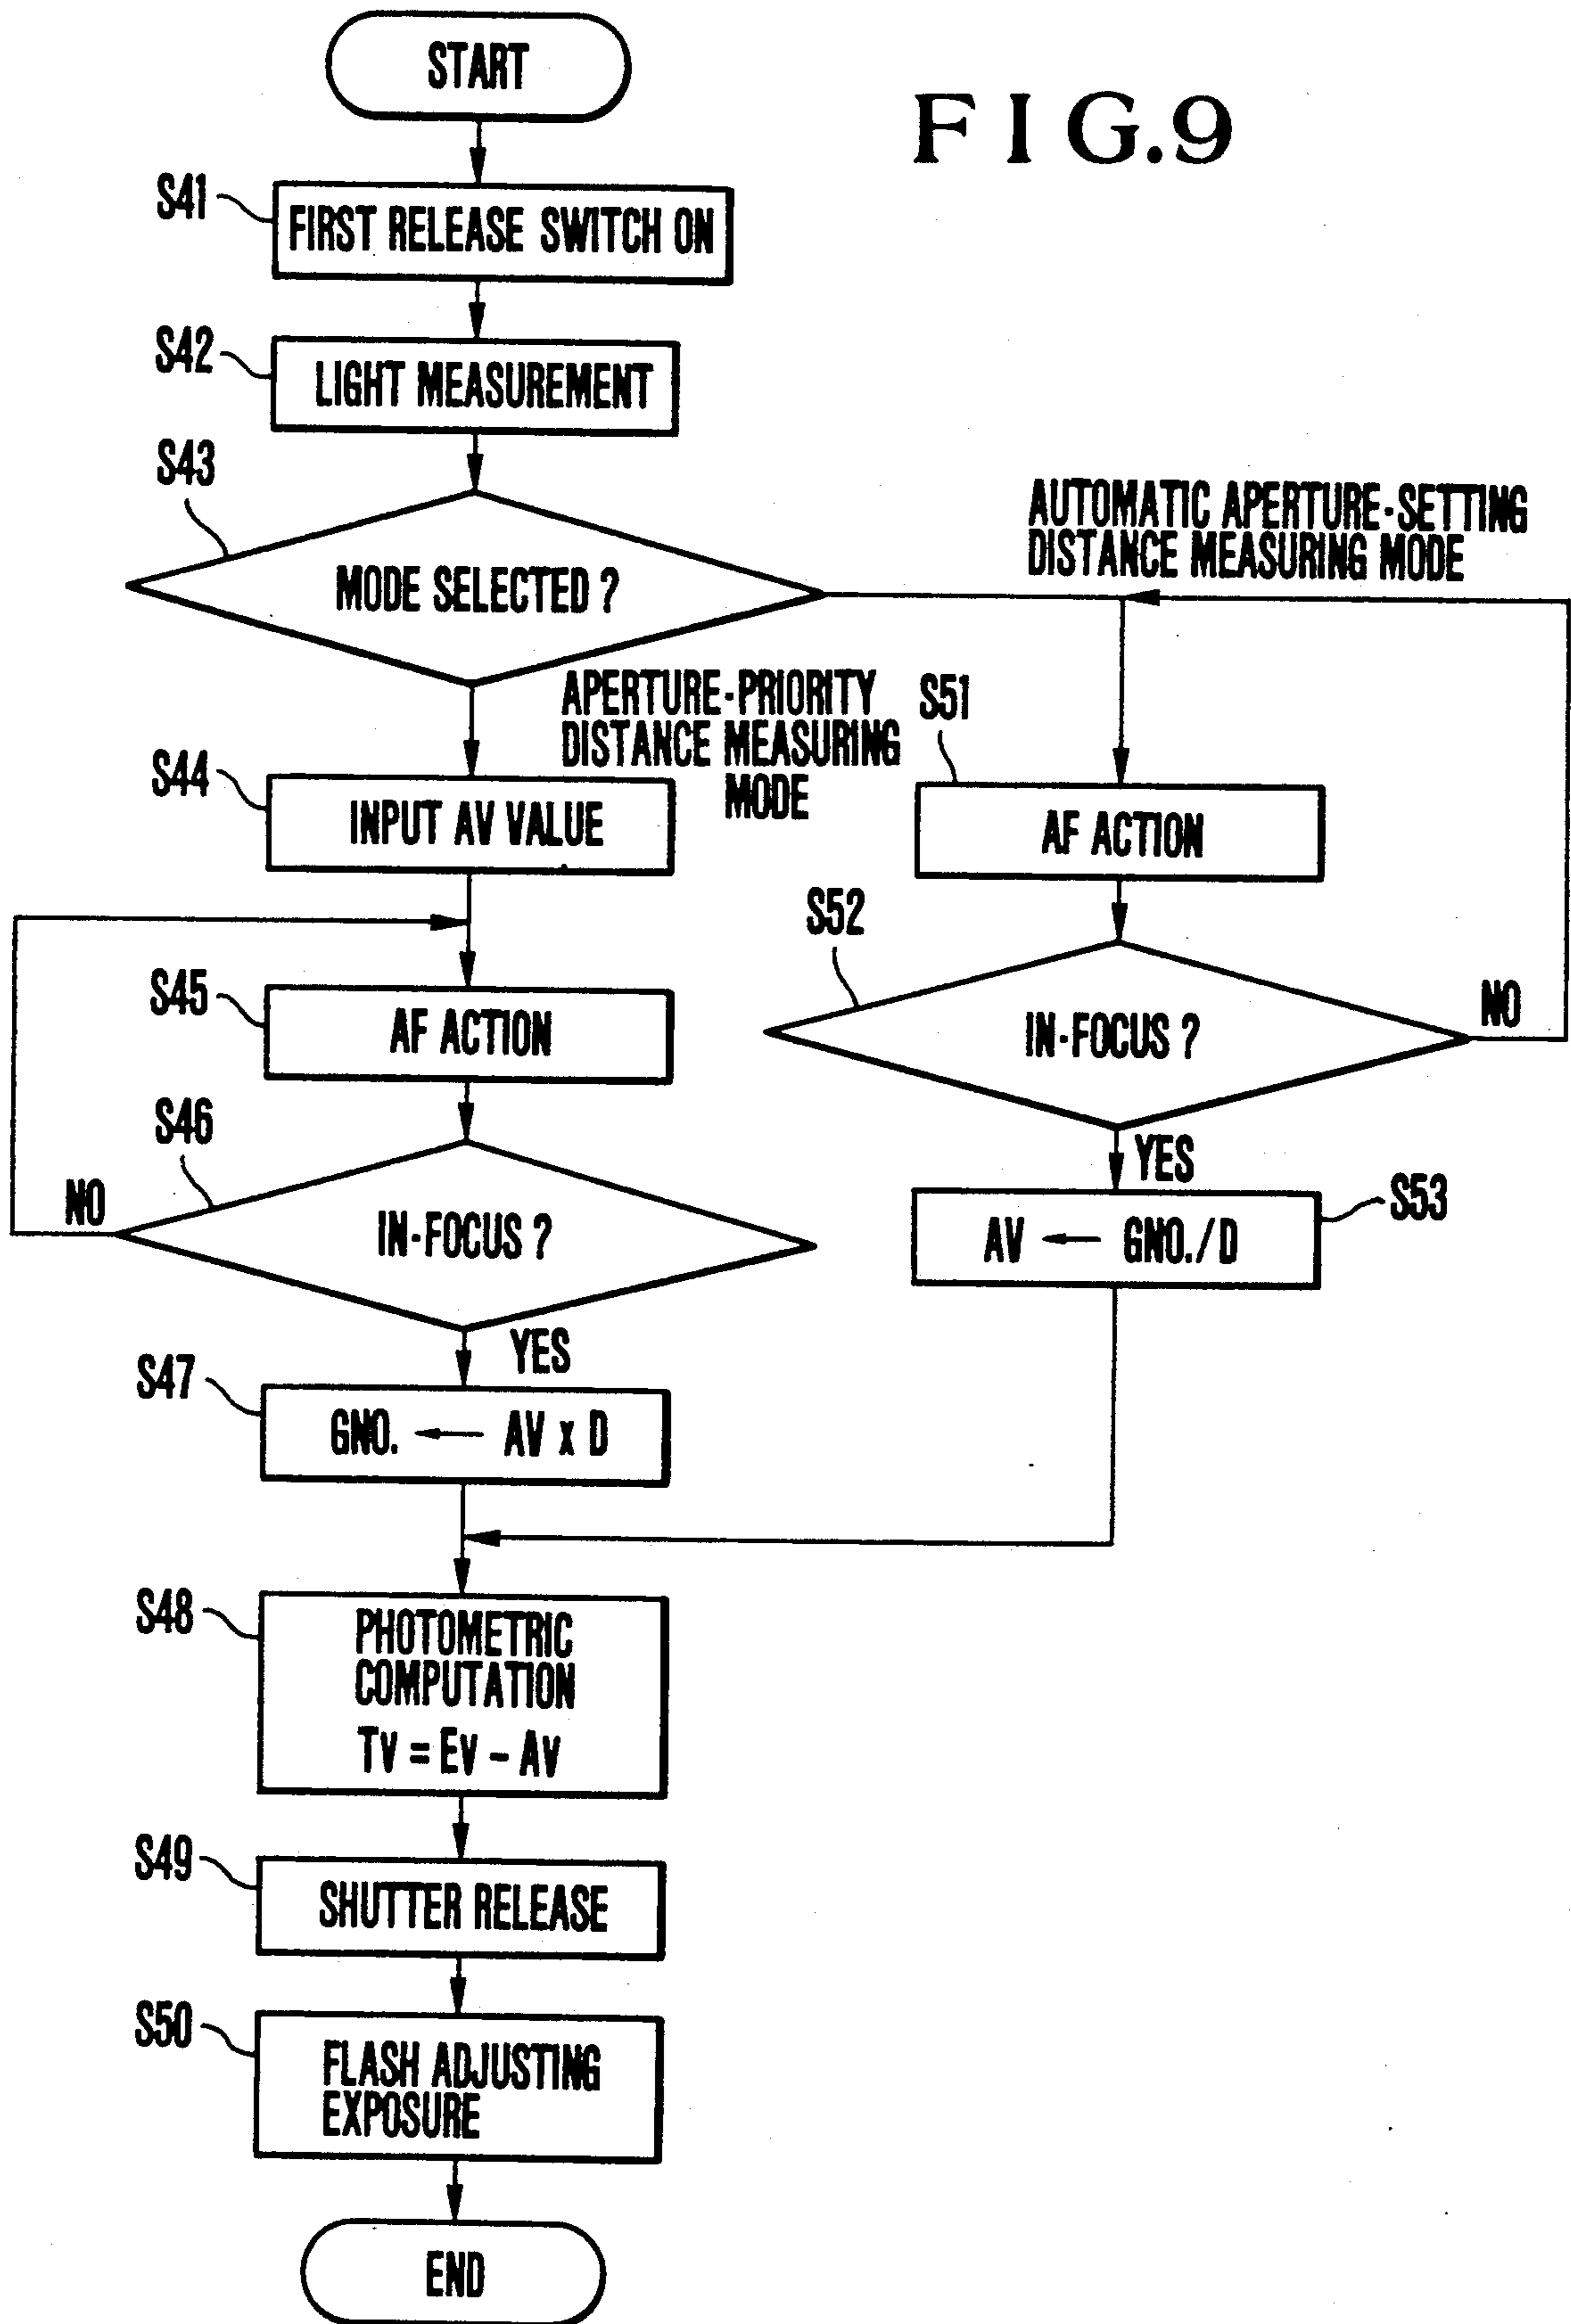 START
FIG.9
S41
FIRST RELEASE SWITCH ON
S42
LIGHT MEASUREMENT
S43
MODE SELECTED ?
AUTOMATIC APERTURE-SETTING
DISTANCE MEASURING MODE
APERTURE-PRIORITY
DISTANCE MEASURING
MODE
S44
INPUT AV VALUE
S45
AF ACTION
S46
IN-FOCUS ?
NO
YES
S47
GNO. ← AV x D
S51
AF ACTION
S52
IN-FOCUS ?
NO
YES
S53
AV ← GNO./D
S48
PHOTOMETRIC
COMPUTATION
Tv = Ev - Av
S49
SHUTTER RELEASE
S50
FLASH ADJUSTING
EXPOSURE
END